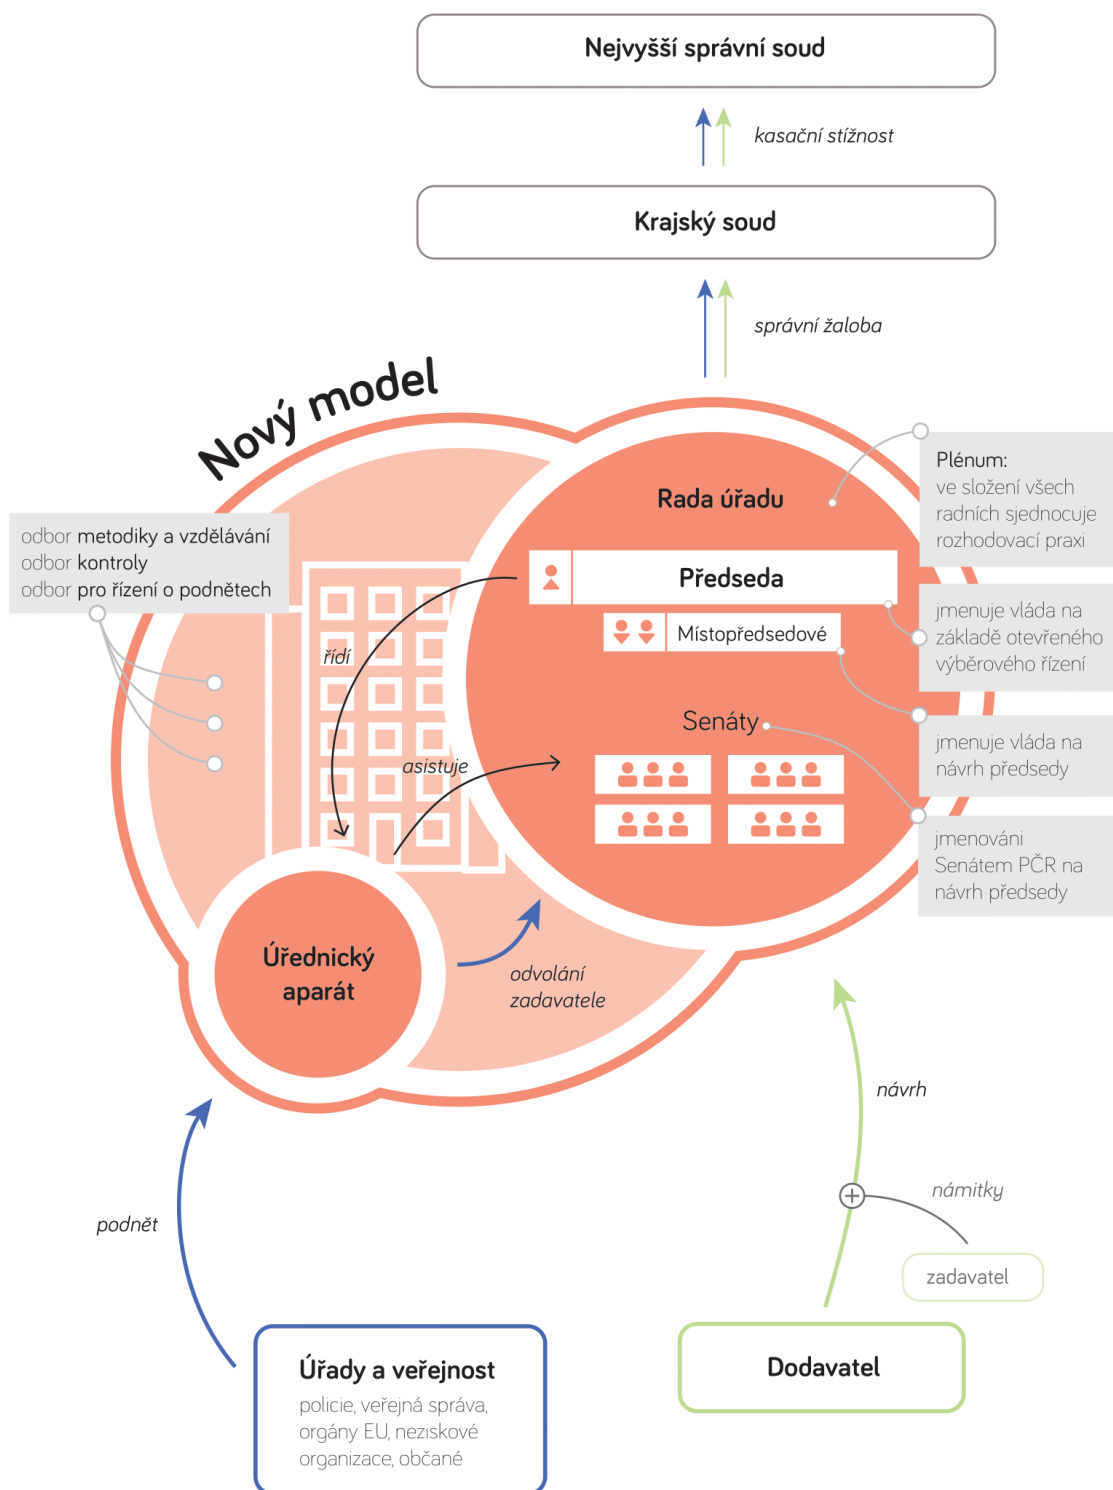 Nejvyšší správní soud
kasační stížnost
Krajský soud
správní žaloba
Nový model
Plénum:
ve složení všech
radních sjednocuje
rozhodovací praxi
Rada úřadu
odbor metodiky a vzdělávání
odbor kontroly
odbor pro řízení o podnětech
Předseda
jmenuje vláda na
základě otevřeného
výběrového řízení
Místopředsedové
řídí
Senáty
jmenuje vláda na
návrh předsedy
asistuje
jmenováni
Senátem PČR na
návrh předsedy
Úřednický
aparát
odvolání
zadavatele
návrh
námitky
podnět
zadavatel
Úřady a veřejnost
policie, veřejná správa,
orgány EU, neziskové
organizace, občané
Dodavatel